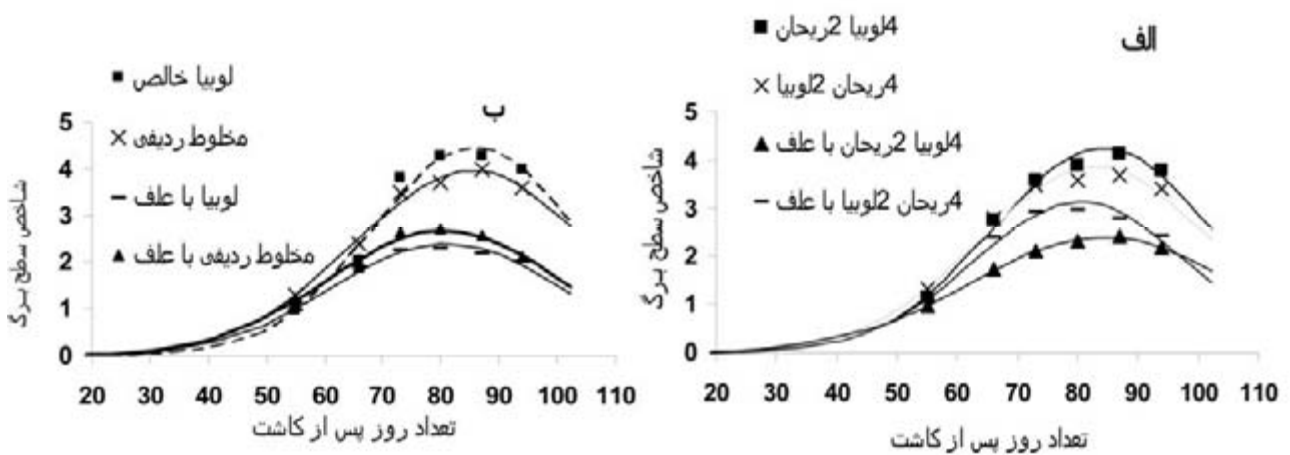 الف
4لوبیا 2ریحان
4ریحان 2لوبیا
4لوبیا 2ریحان با علف
4ریحان 2لوبیا با علف
شاخص سطح برگ
5
4
3
2
1
0
20 30 40 50 60 70 80 90 100 110
تعداد روز پس از کاشت
ب
لوبیا خالص
مخلوط ردیفی
لوبیا با علف
مخلوط ردیفی با علف
شاخص سطح برگ
5
4
3
2
1
0
20 30 40 50 60 70 80 90 100 110
تعداد روز پس از کاشت